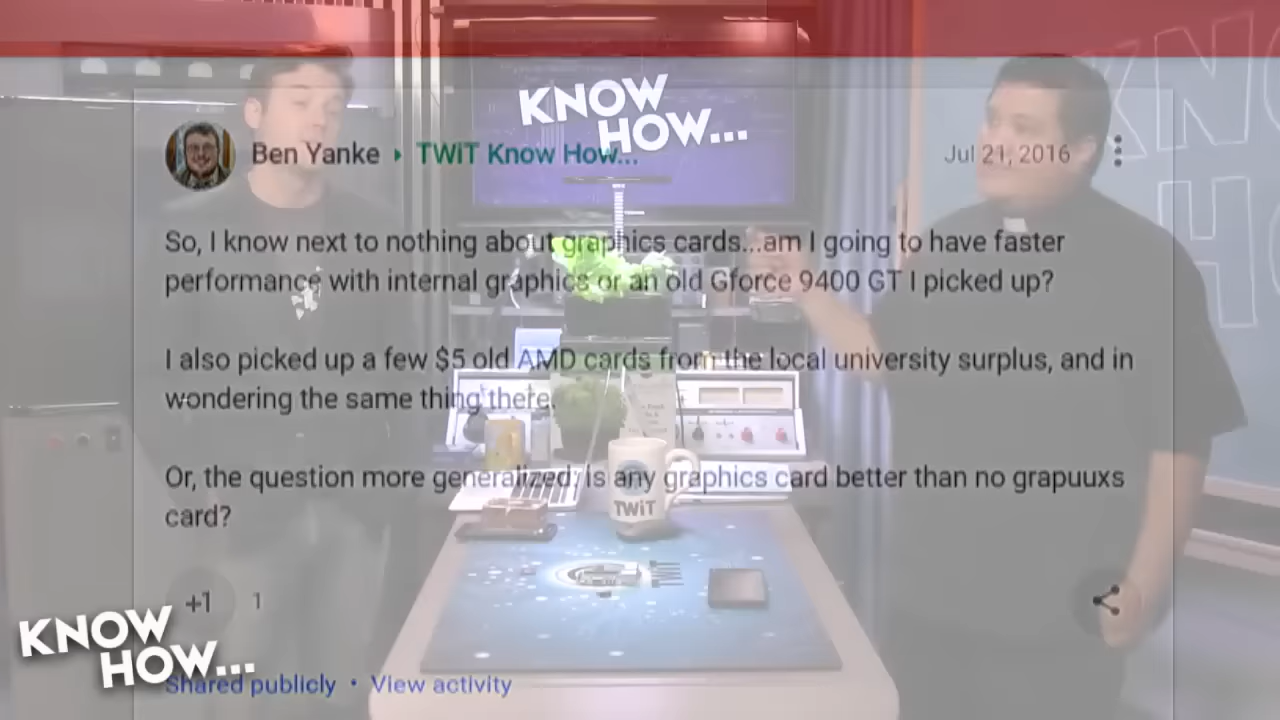 KNOW
HOW...
Ben Yanke ▸ TWiT Know How...
Jul 21, 2016
So, I know next to nothing about graphics cards...am I going to have faster
performance with internal graphics or an old Gforce 9400 GT I picked up?
I also picked up a few $5 old AMD cards from the local university surplus, and in
wondering the same thing there.
Or, the question more generalized; Is any graphics card better than no grapuuxs
card?
TWiT
+1 1
KNOW
HOW...
Shared publicly • View activity